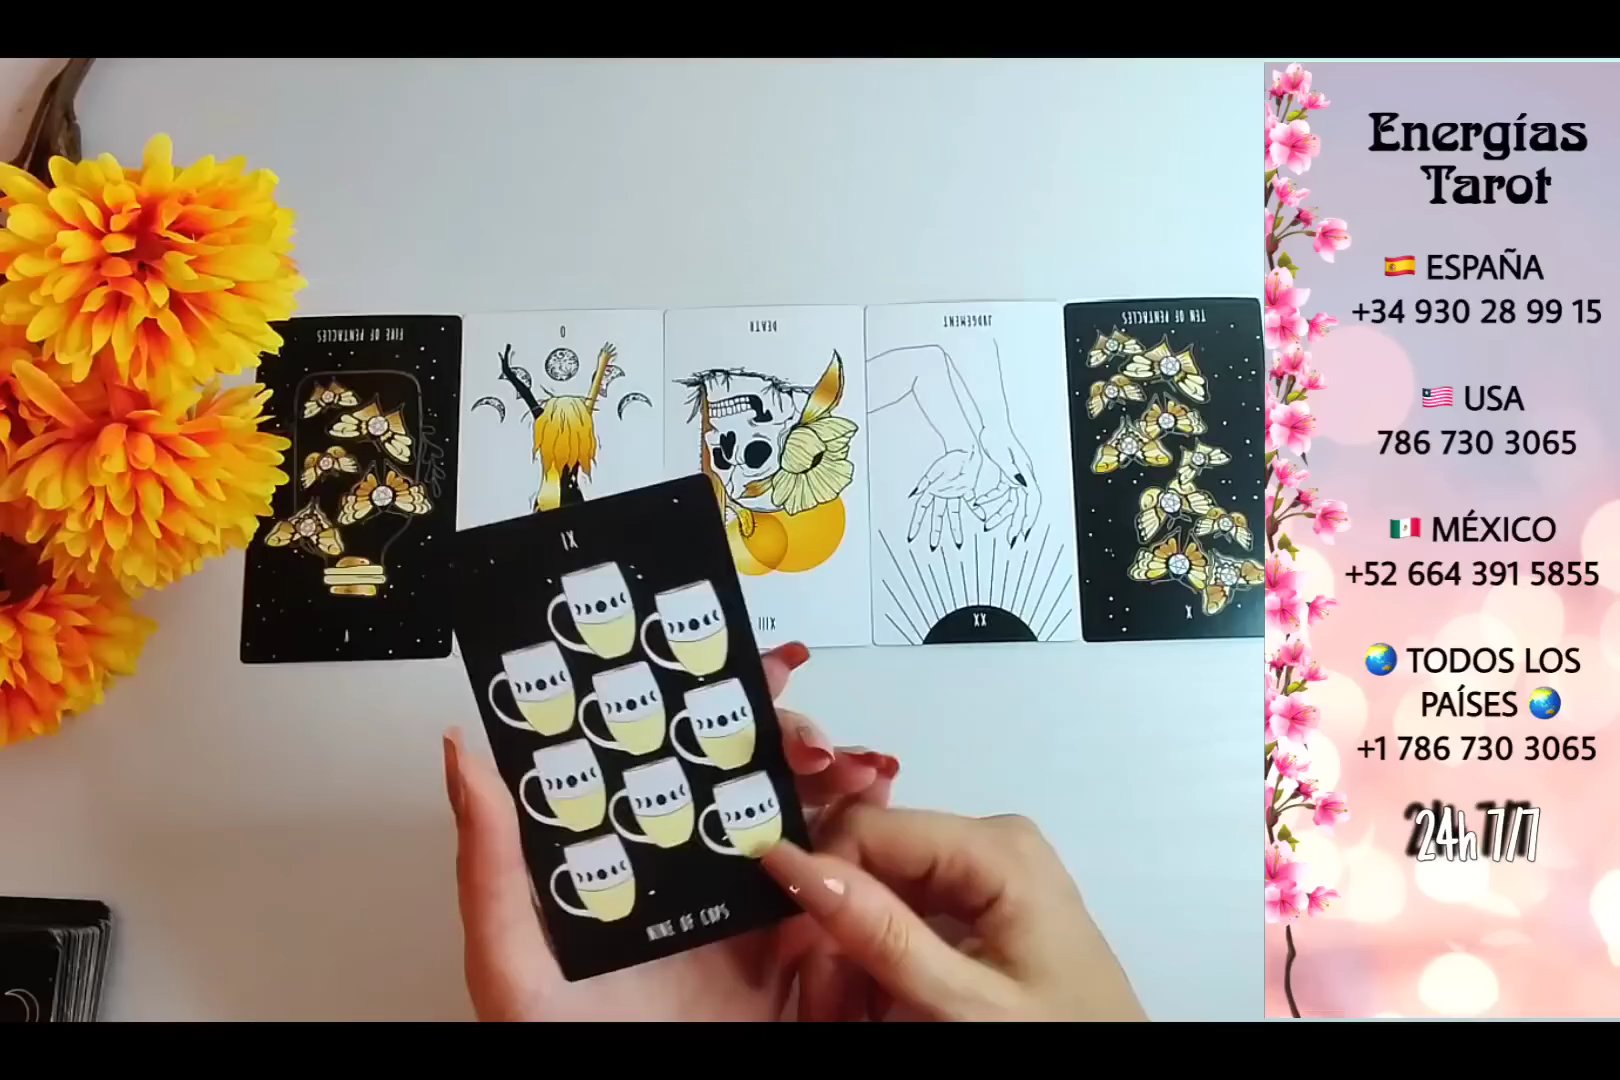 FIVE OF PENTACLES
0
DEATH
JUDGEMENT
TEN OF PENTACLES
V
XIII
XX
X
IX
NINE OF CUPS
Energías
Tarot
🇪🇸 ESPAÑA
+34 930 28 99 15
🇺🇸 USA
786 730 3065
🇲🇽 MÉXICO
+52 664 391 5855
🌏 TODOS LOS
PAÍSES 🌏
+1 786 730 3065
24h 7/7